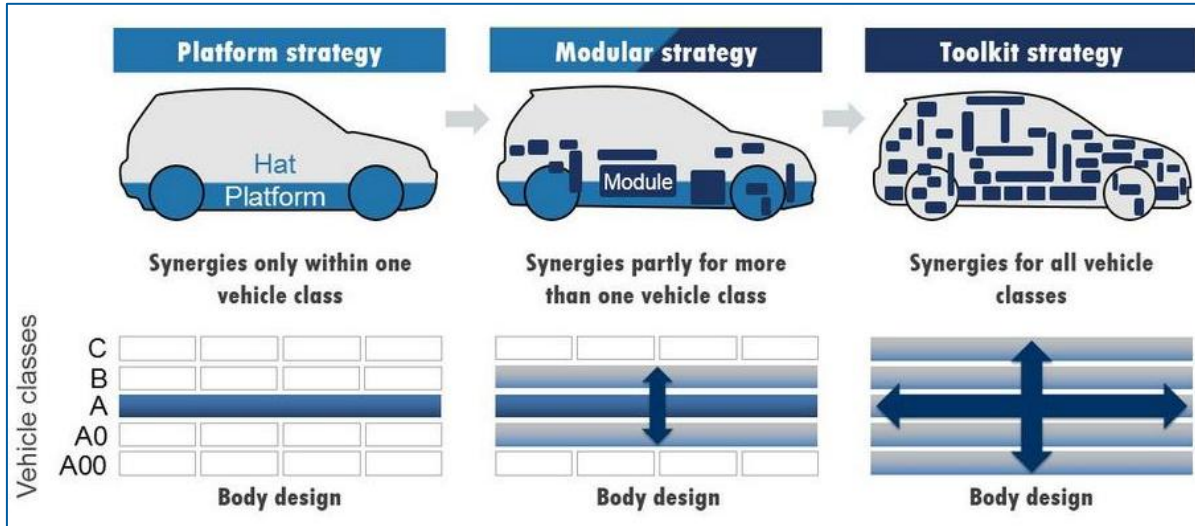 Platform strategy
Modular strategy
Toolkit strategy
Hat
Platform
Module
Synergies only within one
vehicle class
Synergies partly for more
than one vehicle class
Synergies for all vehicle
classes
Vehicle classes
C
B
A
A0
A00
Body design
Body design
Body design